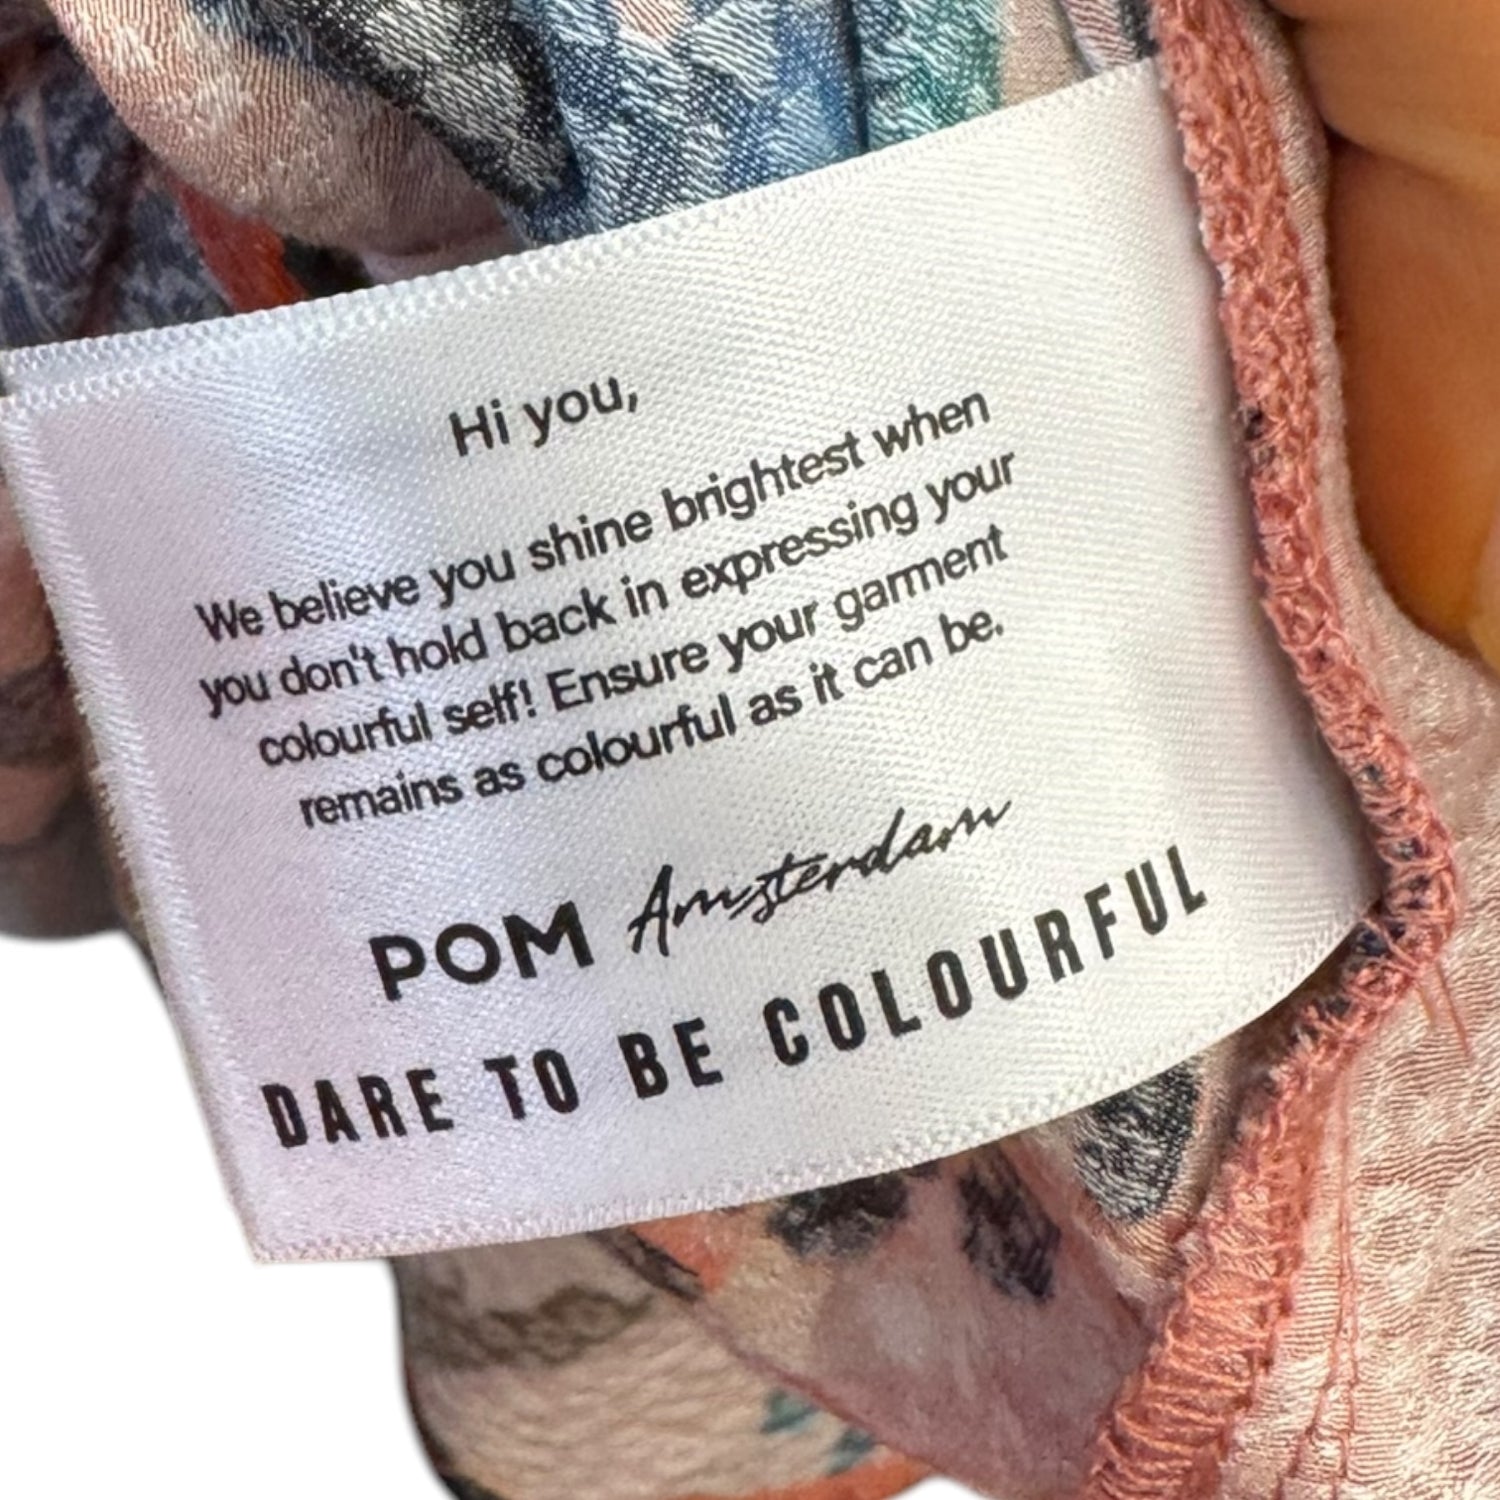 Hi you,
We believe you shine brightest when
you don't hold back in expressing your
colourful self! Ensure your garment
remains as colourful as it can be.
POM Amsterdam
DARE TO BE COLOURFUL